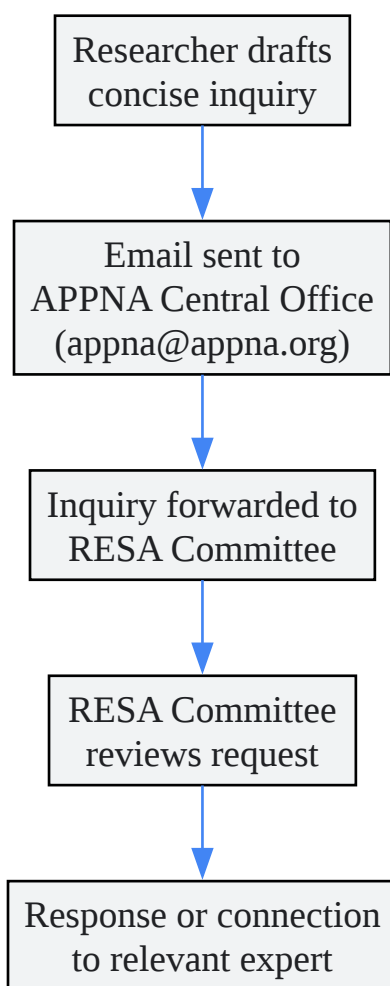 Researcher drafts
concise inquiry
Email sent to
APPNA Central Office
(appna@appna.org)
Inquiry forwarded to
RESA Committee
RESA Committee
reviews request
Response or connection
to relevant expert